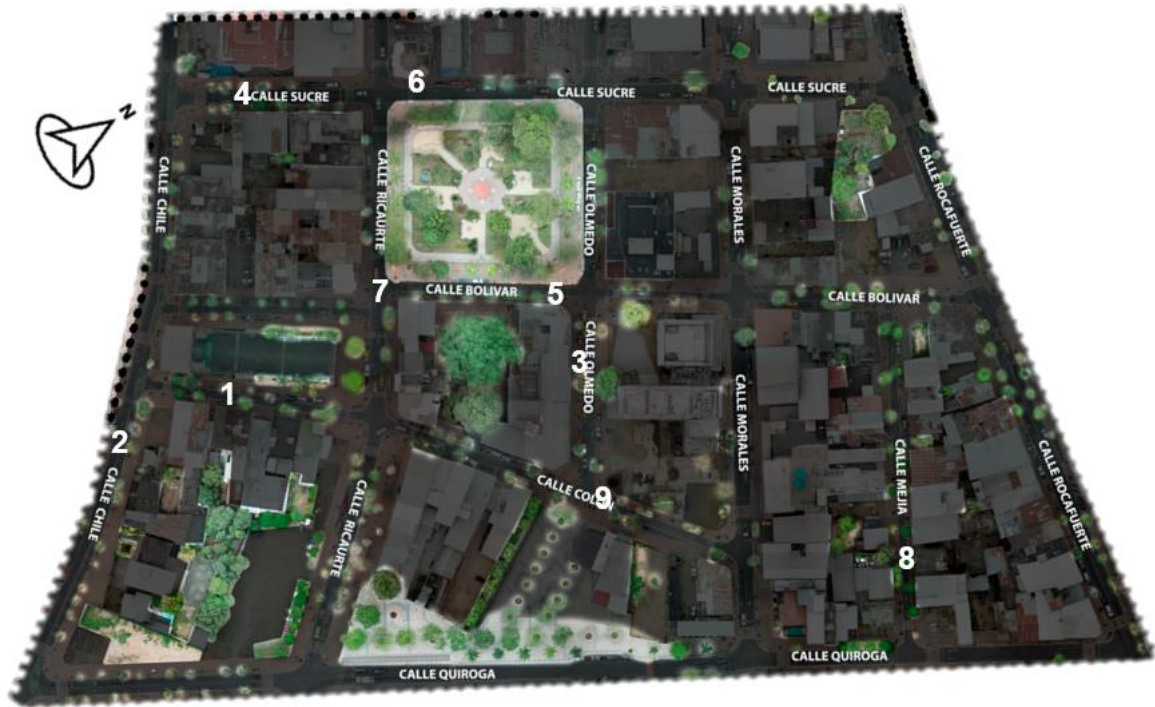 6
4
CALLE SUCRE
CALLE SUCRE
CALLE SUCRE
N
CALLE CHILE
CALLE RICAURTE
CALLE OLMEDO
CALLE MORALES
CALLE ROCAFUERTE
7
CALLE BOLIVAR
5
CALLE BOLIVAR
3
CALLE OLMEDO
1
2
CALLE MORALES
CALLE CHILE
CALLE RICAURTE
CALLE COLON
9
CALLE MEJIA
CALLE ROCAFUERTE
8
CALLE QUIROGA
CALLE QUIROGA